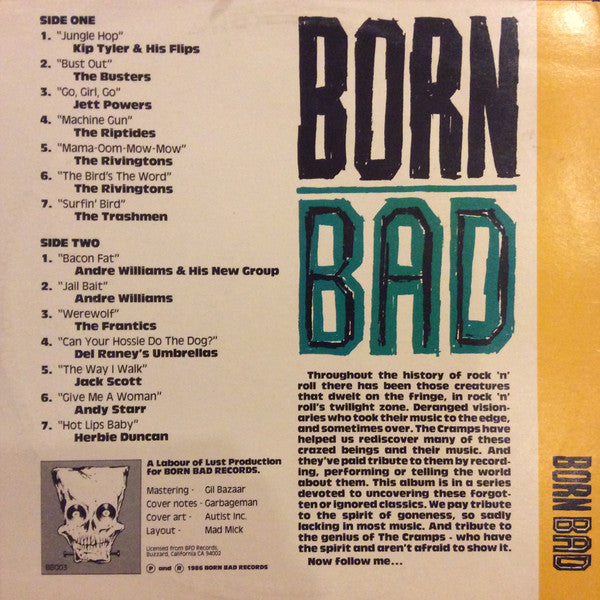 SIDE ONE
1. "Jungle Hop"
Kip Tyler & His Flips
2. "Bust Out"
The Busters
3. "Go, Girl, Go"
Jett Powers
4. "Machine Gun"
The Riptides
5. "Mama-Oom-Mow-Mow"
The Rivingtons
6. "The Bird's The Word"
The Rivingtons
7. "Surfin' Bird"
The Trashmen
SIDE TWO
1. "Bacon Fat"
Andre Williams & His New Group
2. "Jail Bait"
Andre Williams
3. "Werewolf"
The Frantics
4. "Can Your Hossie Do The Dog?"
Del Raney's Umbrellas
5. "The Way I Walk"
Jack Scott
6. "Give Me A Woman"
Andy Starr
7. "Hot Lips Baby"
Herbie Duncan
BB003
A Labour of Lust Production
for BORN BAD RECORDS.
Mastering - Gil Bazaar
Cover notes - Garbageman
Cover art - Autist Inc.
Layout - Mad Mick
Licensed from BPD Records,
Buzzard, California 94002
P and R 1986 BORN BAD RECORDS
BORN
BAD
Throughout the history of rock 'n'
roll there has been those creatures
that dwelt on the fringe, in rock 'n'
roll's twilight zone. Deranged vision-
aries who took their music to the edge,
and sometimes over. The Cramps have
helped us rediscover many of these
crazed beings and their music. And
they've paid tribute to them by record-
ing, performing or telling the world
about them. This album is in a series
devoted to uncovering these forgot-
ten or ignored classics. We pay tribute
to the spirit of goneness, so sadly
lacking in most music. And tribute to
the genius of The Cramps - who have
the spirit and aren't afraid to show it.
Now follow me...
BORN BAD